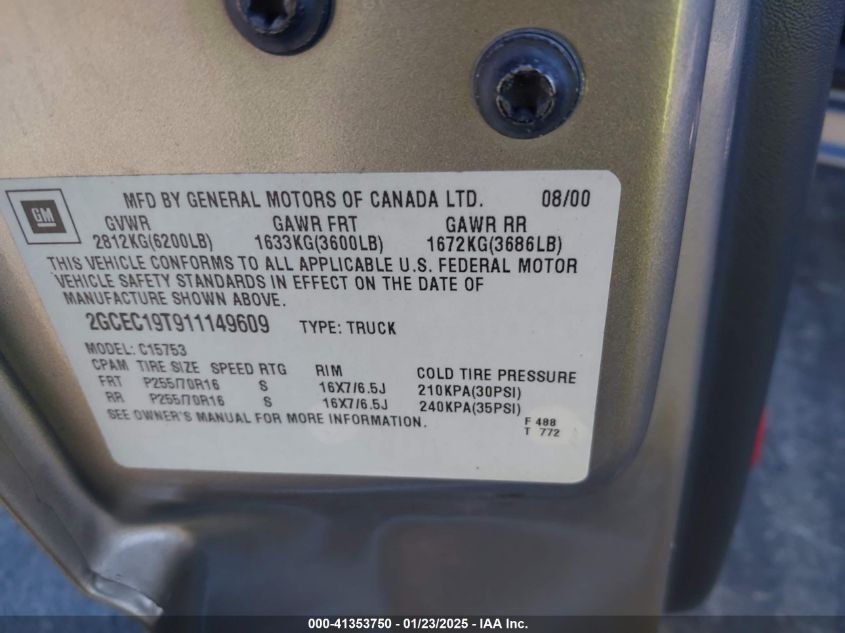 GM
MFD BY GENERAL MOTORS OF CANADA LTD. 08/00
GVWR GAWR FRT GAWR RR
2812KG(6200LB) 1633KG(3600LB) 1672KG(3686LB)
THIS VEHICLE CONFORMS TO ALL APPLICABLE U.S. FEDERAL MOTOR
VEHICLE SAFETY STANDARDS IN EFFECT ON THE DATE OF
MANUFACTURE SHOWN ABOVE.
2GCEC19T911149609 TYPE: TRUCK
MODEL: C15753
CPAM TIRE SIZE SPEED RTG RIM COLD TIRE PRESSURE
FRT P255/70R16 S 16X7/6.5J 210KPA(30PSI)
RR P255/70R16 S 16X7/6.5J 240KPA(35PSI)
SEE OWNER'S MANUAL FOR MORE INFORMATION.
F 488
T 772
000-41353750 - 01/23/2025 - IAA Inc.